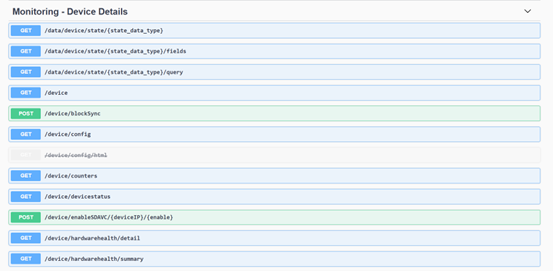 Monitoring - Device Details
GET /data/device/state/{state_data_type}
GET /data/device/state/{state_data_type}/fields
GET /data/device/state/{state_data_type}/query
GET /device
POST /device/blockSync
GET /device/config
GET /device/config/html
GET /device/counters
GET /device/devicestatus
POST /device/enableSDAVC/{deviceIP}/{enable}
GET /device/hardwarehealth/detail
GET /device/hardwarehealth/summary